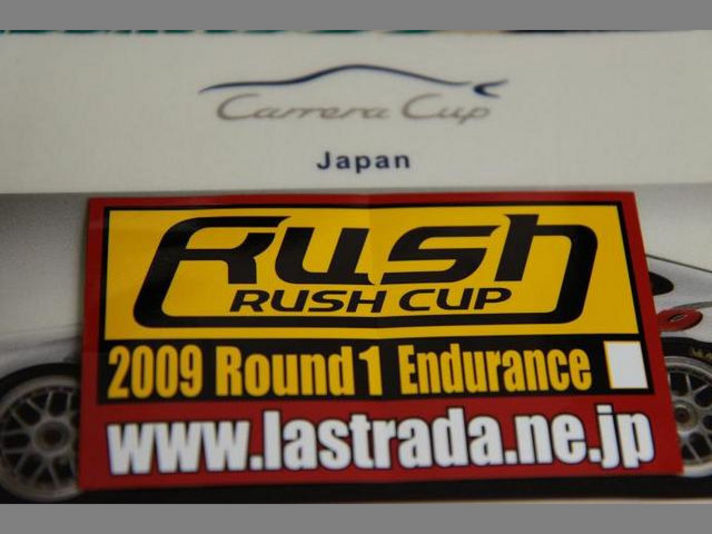 Carrera Cup
Japan
Rush
RUSH CUP
2009 Round 1 Endurance
www.lastrada.ne.jp